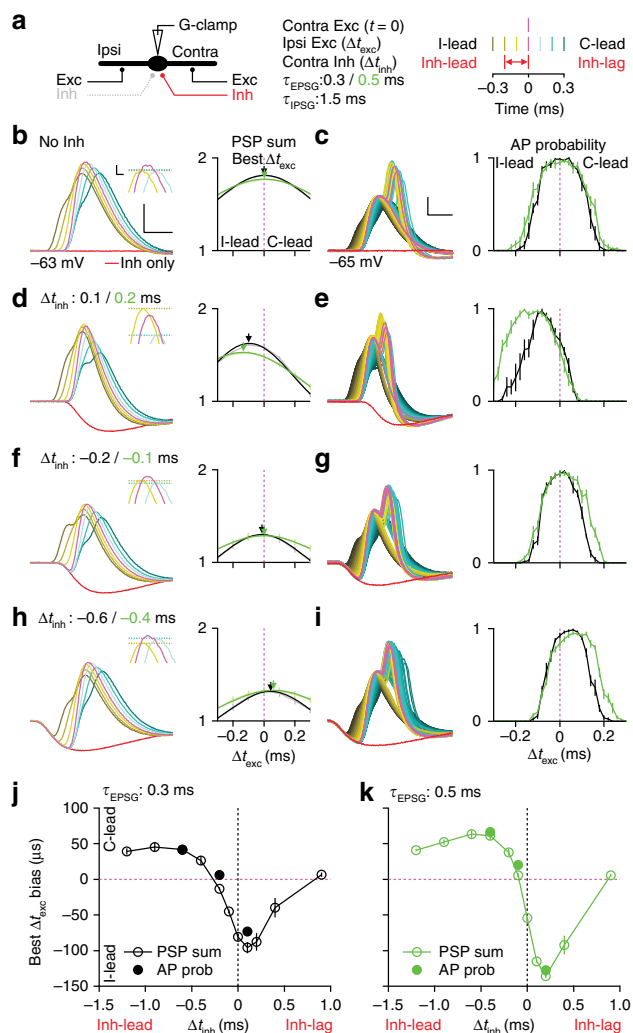 a
G-clamp
Ipsi
Contra
Exc
Exc
Inh
Inh
Contra Exc (t = 0)
Ipsi Exc (Δtexc)
Contra Inh (Δtinh)
τEPSG:0.3 / 0.5 ms
τIPSG:1.5 ms
I-lead
C-lead
Inh-lead
Inh-lag
−0.3 0 0.3
Time (ms)
b
No Inh
−63 mV
Inh only
2
1
PSP sum
Best Δtexc
I-lead C-lead
c
−65 mV
AP probability
I-lead C-lead
1
0
d
Δtinh : 0.1 / 0.2 ms
2
1
e
1
0
f
Δtinh : −0.2 / −0.1 ms
2
1
g
1
0
h
Δtinh : −0.6 / −0.4 ms
2
1
−0.2 0 0.2
Δtexc (ms)
i
1
0
−0.2 0 0.2
Δtexc
j
τEPSG: 0.3 ms
100
50
0
−50
−100
−150
Best Δtexc bias (μs)
C-lead
I-lead
PSP sum
AP prob
−1.5 −1.0 −0.5 0 0.5 1.0
Inh-lead
Δtinh (ms)
Inh-lag
k
τEPSG: 0.5 ms
PSP sum
AP prob
−1.5 −1.0 −0.5 0 0.5 1.0
Inh-lead
Δtinh (ms)
Inh-lag